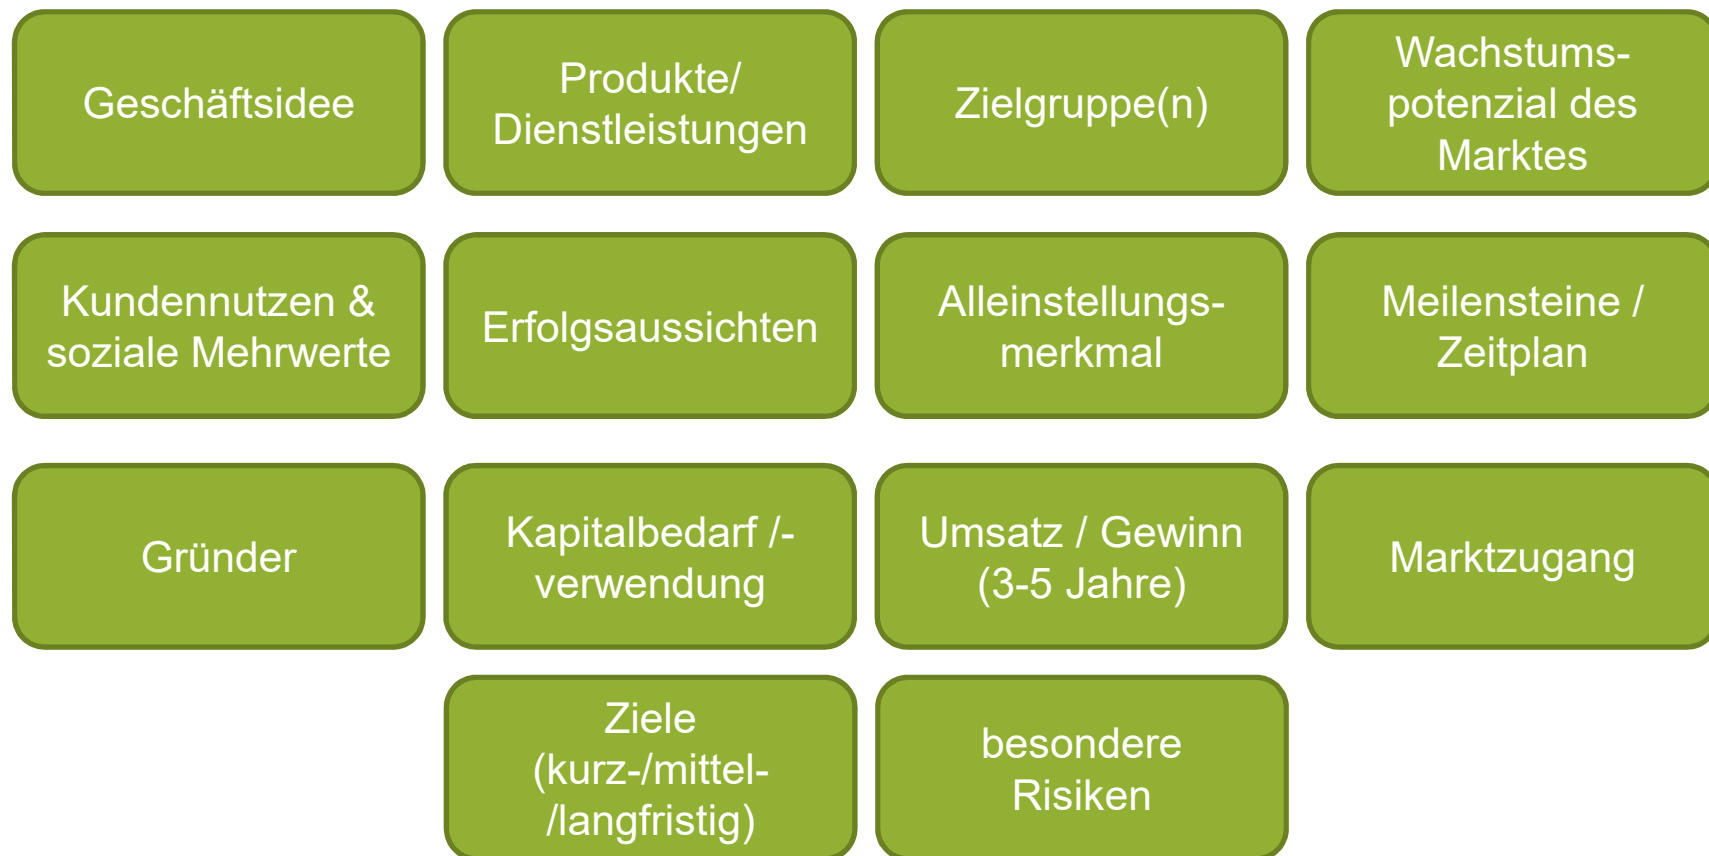 Geschäftsidee
Produkte/
Dienstleistungen
Zielgruppe(n)
Wachstums-
potenzial des
Marktes
Kundennutzen &
soziale Mehrwerte
Erfolgsaussichten
Alleinstellungs-
merkmal
Meilensteine /
Zeitplan
Gründer
Kapitalbedarf /-
verwendung
Umsatz / Gewinn
(3-5 Jahre)
Marktzugang
Ziele
(kurz-/mittel-
/langfristig)
besondere
Risiken